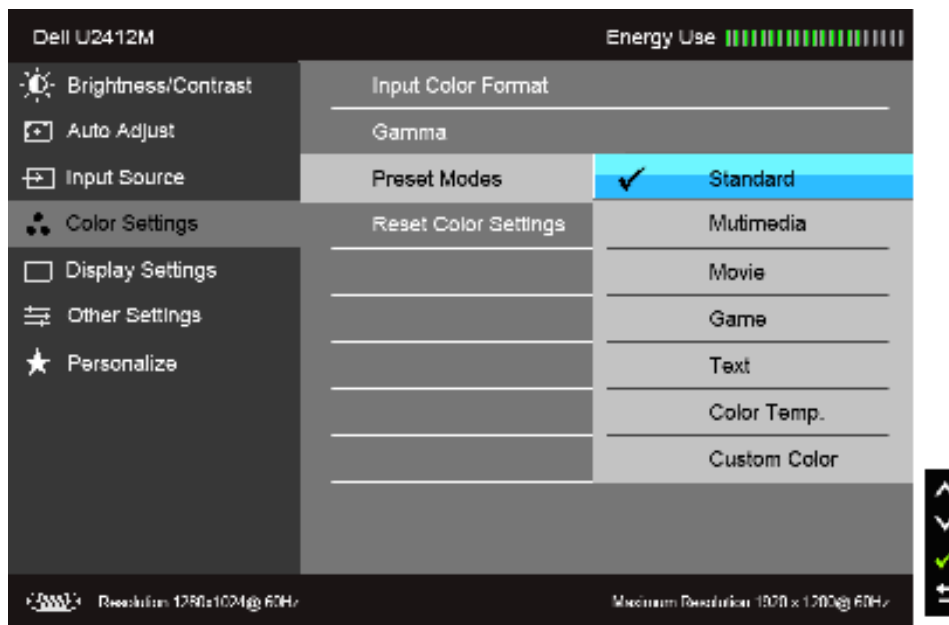 Dell U2412M Energy Use
Brightness/Contrast Input Color Format
Auto Adjust Gamma
Input Source Preset Modes Standard
Color Settings Reset Color Settings Mutimedia
Display Settings Movie
Other Settings Game
Personalize Text
Color Temp.
Custom Color
Resolution 1280x1024@ 60Hz Maximum Resolution 1920 x 1200@ 60Hz